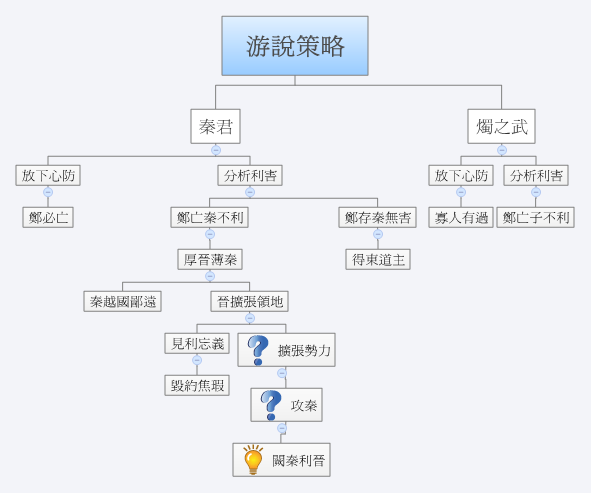 游說策略
秦君
燭之武
放下心防
分析利害
放下心防
分析利害
鄭必亡
鄭亡秦不利
鄭存秦無害
寡人有過
鄭亡子不利
厚晉薄秦
得東道主
秦越國鄙遠
晉擴張領地
見利忘義
擴張勢力
毀約焦瑕
攻秦
闕秦利晉